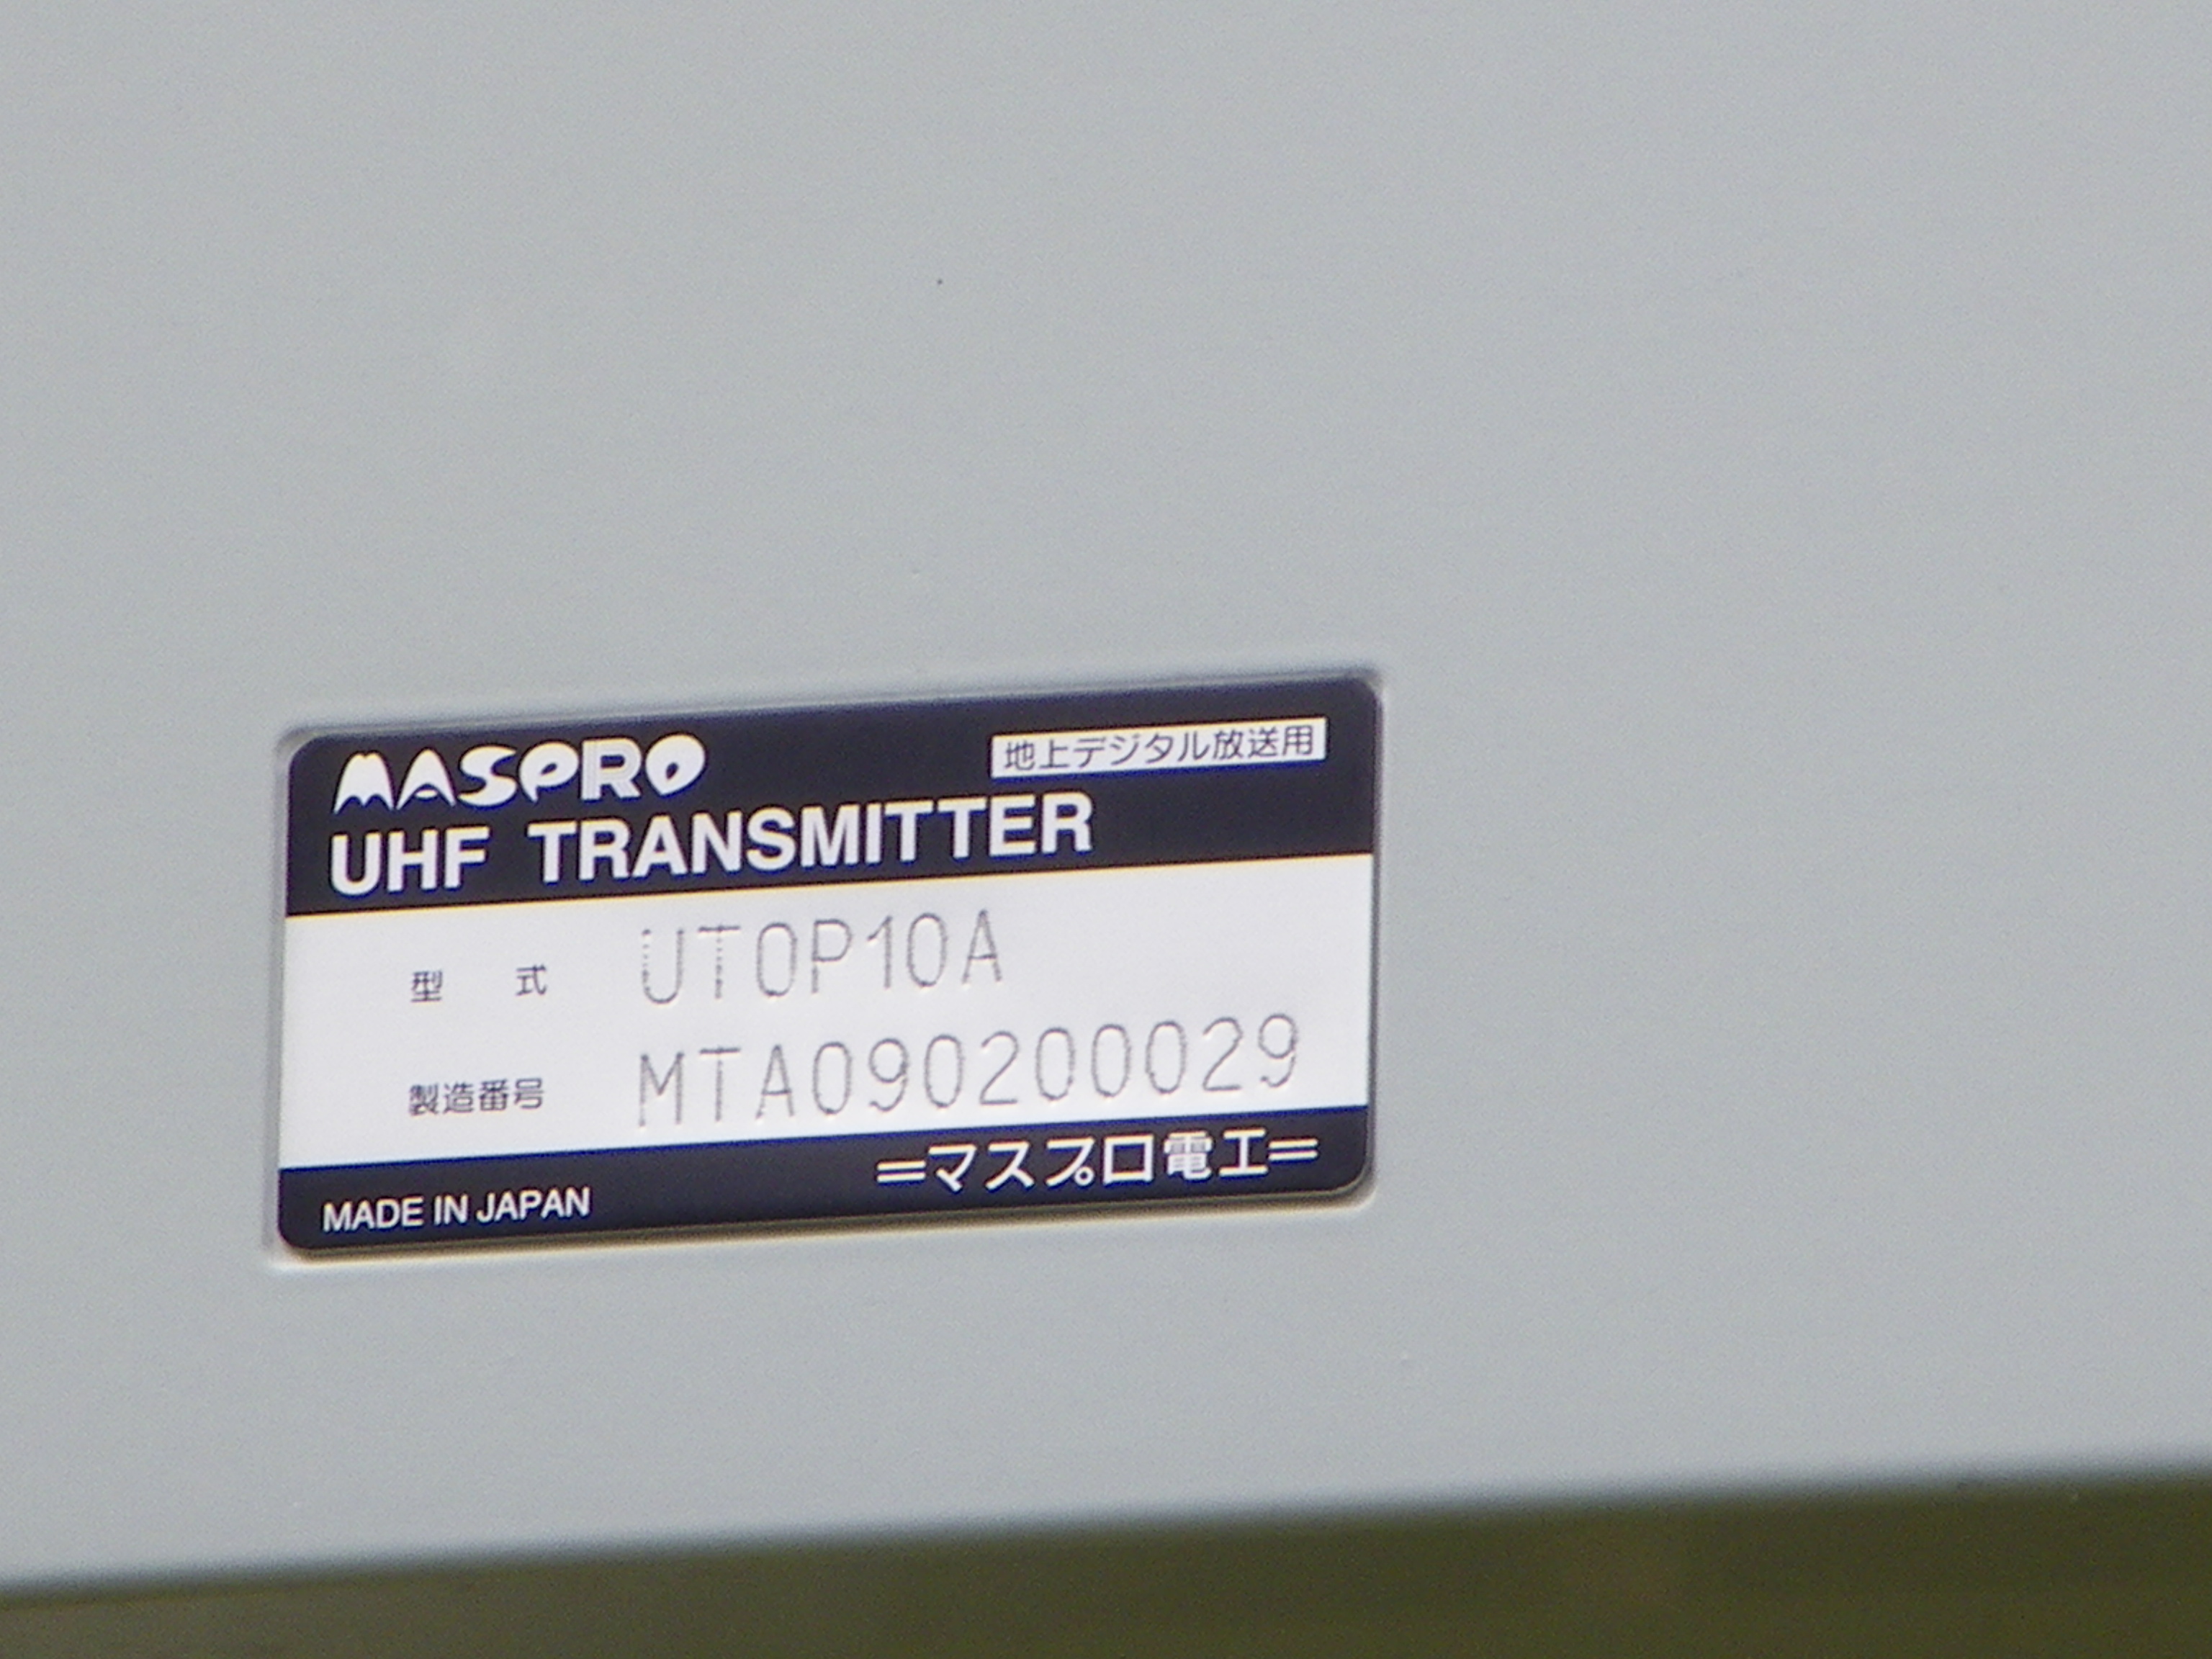 MASPRO 地上デジタル放送用
UHF TRANSMITTER
型 式 UT0P10A
製造番号 MTA090200029
=マスプロ電工=
MADE IN JAPAN